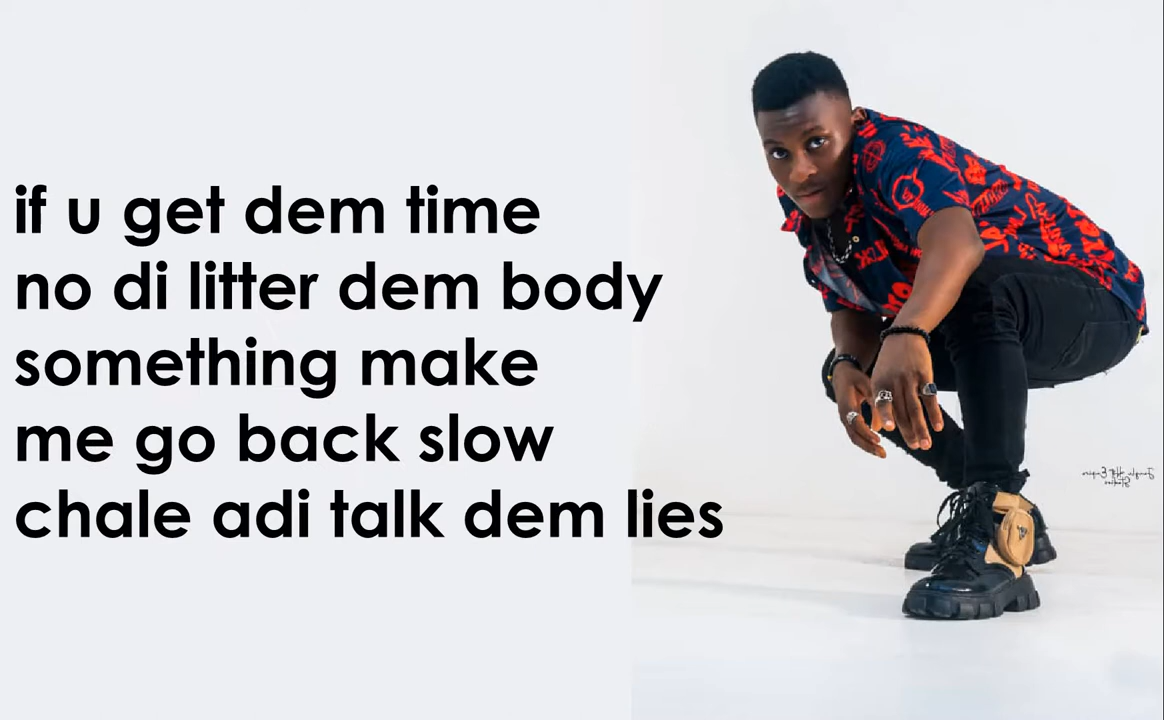 if u get dem time
no di litter dem body
something make
me go back slow
chale adi talk dem lies